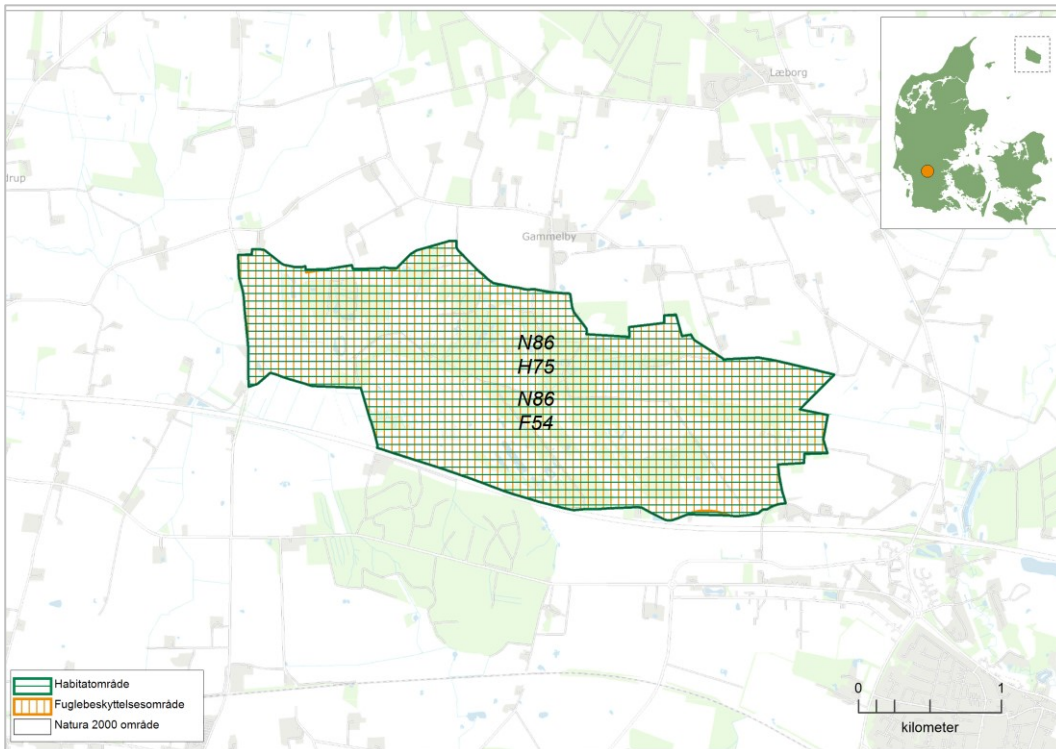 Læborg
drup
Gammelby
N86
H75
N86
F54
Habitatområde
Fuglebeskyttelsesområde
Natura 2000 område
0 1
kilometer